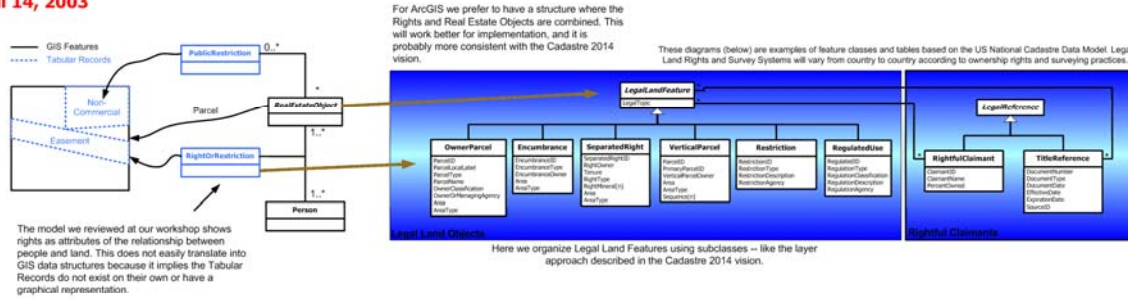 14, 2003
GIS Features
Tabular Records
Non-
Commercial
Easement
Parcel
PublicRestriction
0..*
*
RealEstateObject
1..*
RightOrRestriction
1..*
Person
The model we reviewed at our workshop shows
rights as attributes of the relationship between
people and land. This does not easily translate into
GIS data structures because it implies the Tabular
Records do not exist on their own or have a
graphical representation.
For ArcGIS we prefer to have a structure where the
Rights and Real Estate Objects are combined. This
will work better for implementation, and it is
probably more consistent with the Cadastre 2014
vision.
These diagrams (below) are examples of feature classes and tables based on the US National Cadastre Data Model. Lega
Land Rights and Survey Systems will vary from country to country according to ownership rights and surveying practices.
LegalLandFeature
LegalTopic
OwnerParcel
ParcelID
ParcelLocalLabel
ParcelType
ParcelName
OwnerClassification
OwnerOrManagingAgency
Area
AreaType
Encumbrance
EncumbranceID
EncumbranceType
EncumbranceOwner
Area
AreaType
SeparatedRight
SeparatedRightID
RightOwner
Tenure
RightType
RightMineral[n]
Area
AreaType
VerticalParcel
ParcelID
PrimaryParcelID
VerticalParcelOwner
Area
AreaType
Sequence[n]
Restriction
RestrictionID
RestrictionType
RestrictionDescription
RestrictionAgency
RegulatedUse
RegulatedID
RegulationType
RegulationClassification
RegulationDescription
RegulationAgency
Legal Land Objects
LegalReference
RightfulClaimant
ClaimantID
ClaimantName
PercentOwned
TitleReference
DocumentNumber
DocumentType
DocumentDate
EffectiveDate
ExpirationDate
SourceID
Rightful Claimants
Here we organize Legal Land Features using subclasses -- like the layer
approach described in the Cadastre 2014 vision.